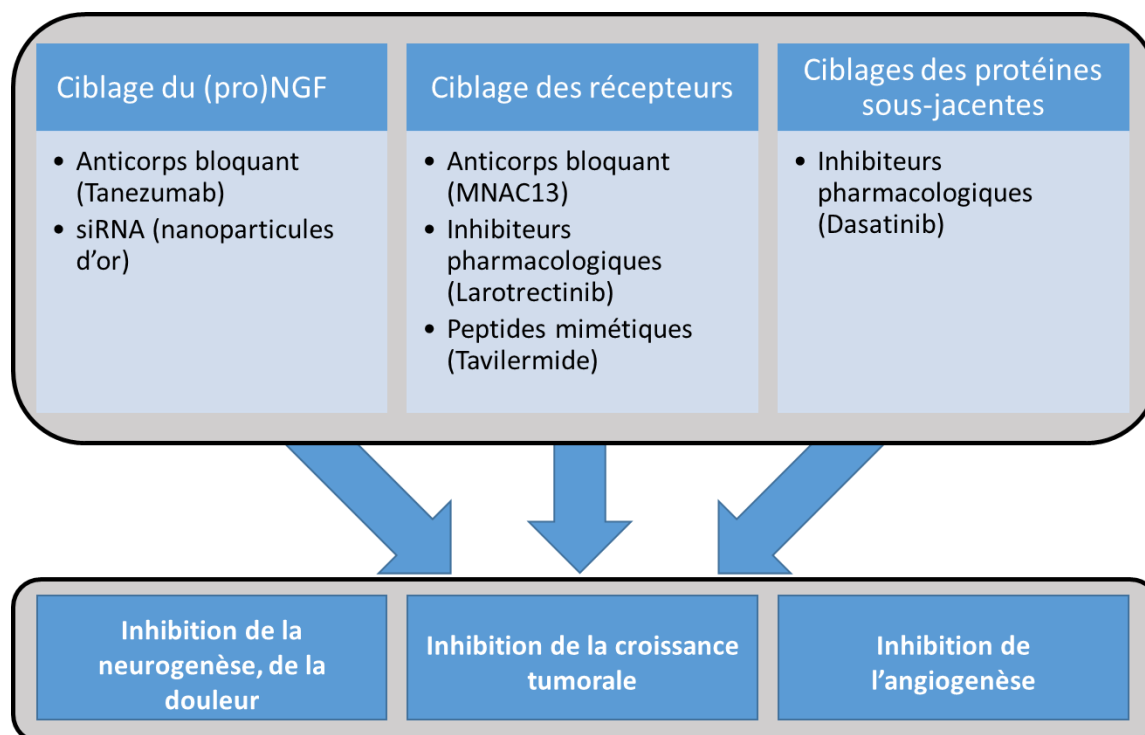 Ciblage du (pro)NGF
• Anticorps bloquant
(Tanezumab)
• siRNA (nanoparticules
d'or)
Ciblage des récepteurs
• Anticorps bloquant
(MNAC13)
• Inhibiteurs
pharmacologiques
(Larotrectinib)
• Peptides mimétiques
(Tavilermide)
Ciblages des protéines
sous-jacentes
• Inhibiteurs
pharmacologiques
(Dasatinib)
Inhibition de la
neurogenèse, de la
douleur
Inhibition de la croissance
tumorale
Inhibition de
l'angiogenèse